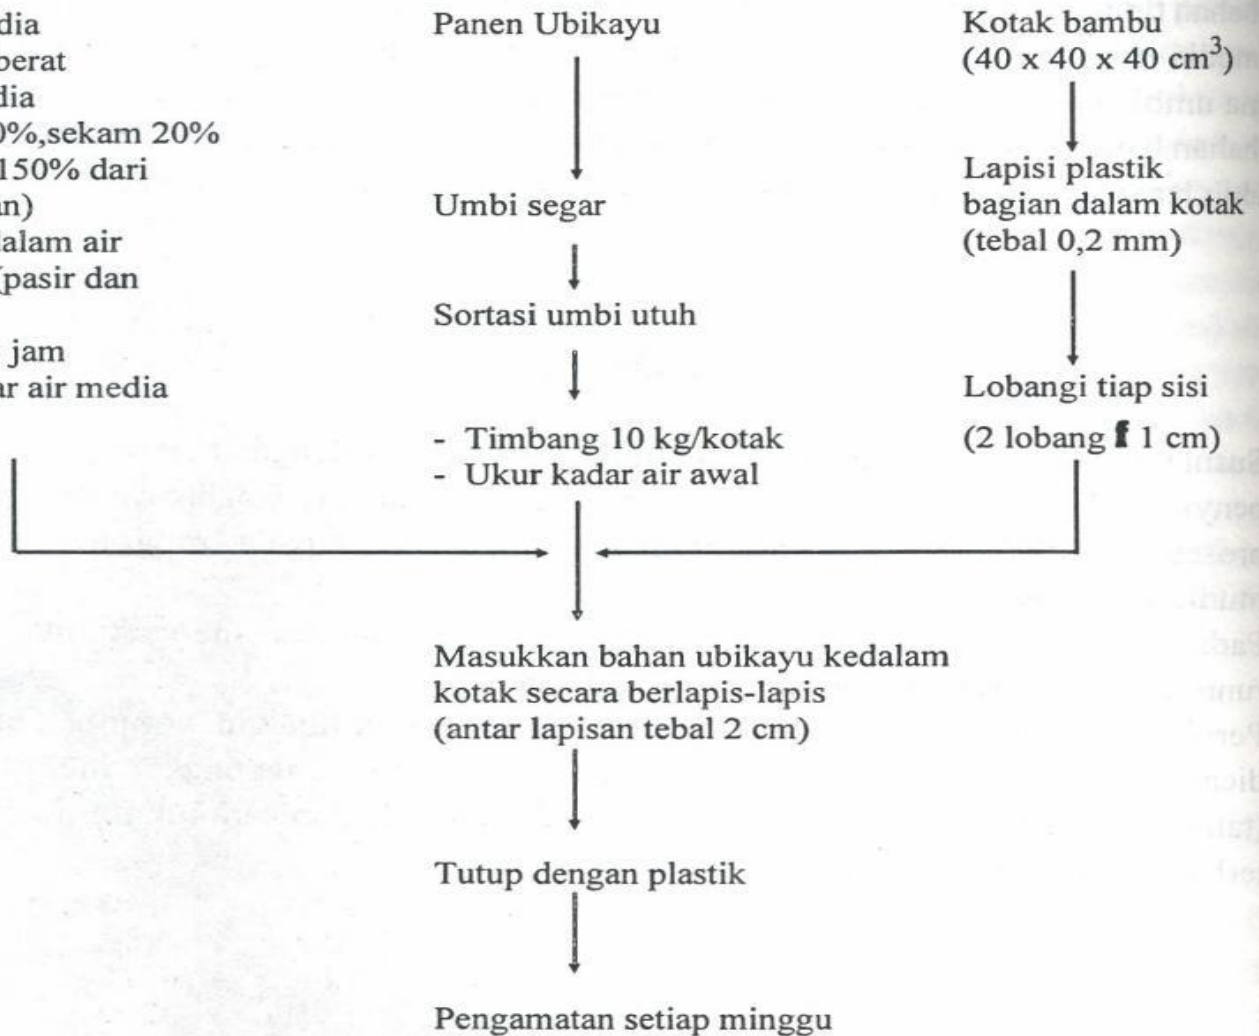 dia
berat
dia
0%,sekam 20%
150% dari
an)
dalam air
(pasir dan
jam
ar air media
Panen Ubikayu
Umbi segar
Sortasi umbi utuh
- Timbang 10 kg/kotak
- Ukur kadar air awal
Kotak bambu
(40 x 40 x 40 cm³)
Lapisi plastik
bagian dalam kotak
(tebal 0,2 mm)
Lobangi tiap sisi
(2 lobang f 1 cm)
Masukkan bahan ubikayu kedalam
kotak secara berlapis-lapis
(antar lapisan tebal 2 cm)
Tutup dengan plastik
Pengamatan setiap minggu